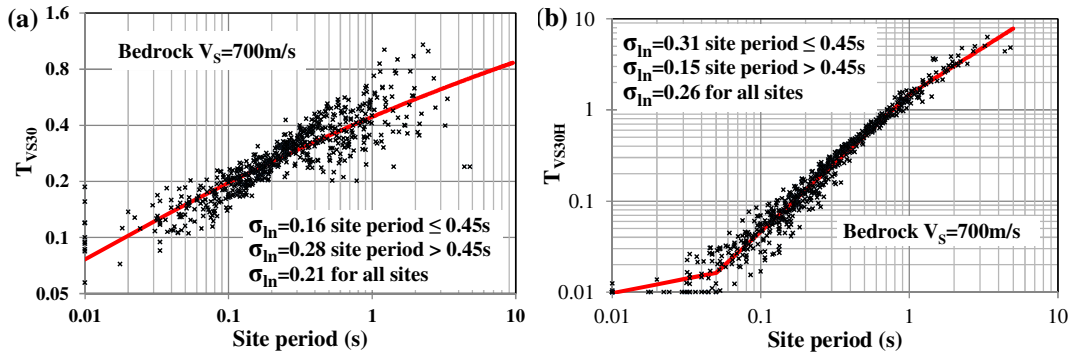 (a)
1.6
0.8
0.4
0.2
0.1
0.05
T_VS30
Bedrock V_S=700m/s
σ_ln=0.16 site period ≤ 0.45s
σ_ln=0.28 site period > 0.45s
σ_ln=0.21 for all sites
0.01
0.1
1
10
Site period (s)
(b)
10
1
0.1
0.01
T_VS30H
σ_ln=0.31 site period ≤ 0.45s
σ_ln=0.15 site period > 0.45s
σ_ln=0.26 for all sites
Bedrock V_S=700m/s
0.01
0.1
1
10
Site period (s)